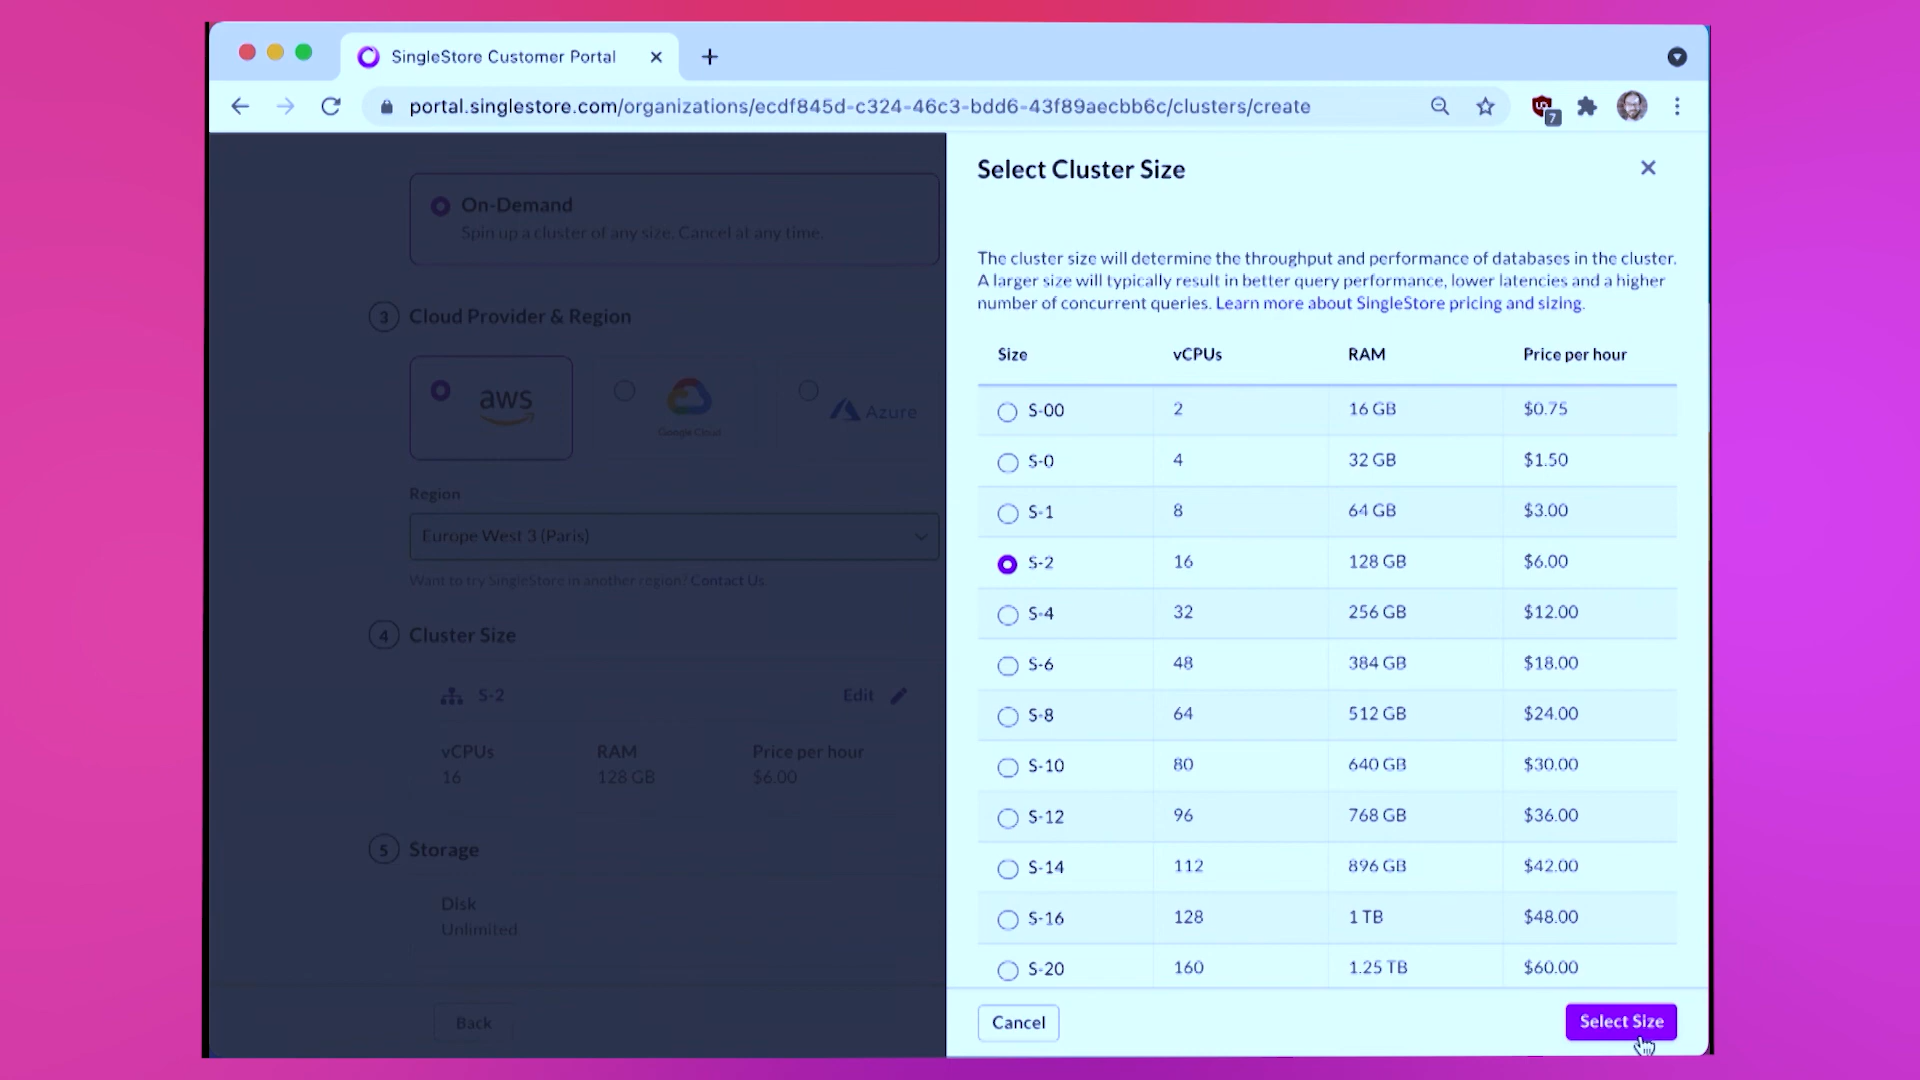 SingleStore Customer Portal
portal.singlestore.com/organizations/ecdf845d-c324-46c3-bdd6-43f89aecbb6c/clusters/create
7
On-Demand
Spin up a cluster of any size. Cancel at any time.
3 Cloud Provider & Region
aws
Google Cloud
Azure
Region
Europe West 3 (Paris)
Want to try SingleStore in another region? Contact Us.
4 Cluster Size
S-2 Edit
vCPUs RAM Price per hour
16 128 GB $6.00
5 Storage
Disk
Unlimited
Back
Select Cluster Size
The cluster size will determine the throughput and performance of databases in the cluster.
A larger size will typically result in better query performance, lower latencies and a higher
number of concurrent queries. Learn more about SingleStore pricing and sizing.
Size vCPUs RAM Price per hour
S-00 2 16 GB $0.75
S-0 4 32 GB $1.50
S-1 8 64 GB $3.00
S-2 16 128 GB $6.00
S-4 32 256 GB $12.00
S-6 48 384 GB $18.00
S-8 64 512 GB $24.00
S-10 80 640 GB $30.00
S-12 96 768 GB $36.00
S-14 112 896 GB $42.00
S-16 128 1 TB $48.00
S-20 160 1.25 TB $60.00
Cancel Select Size